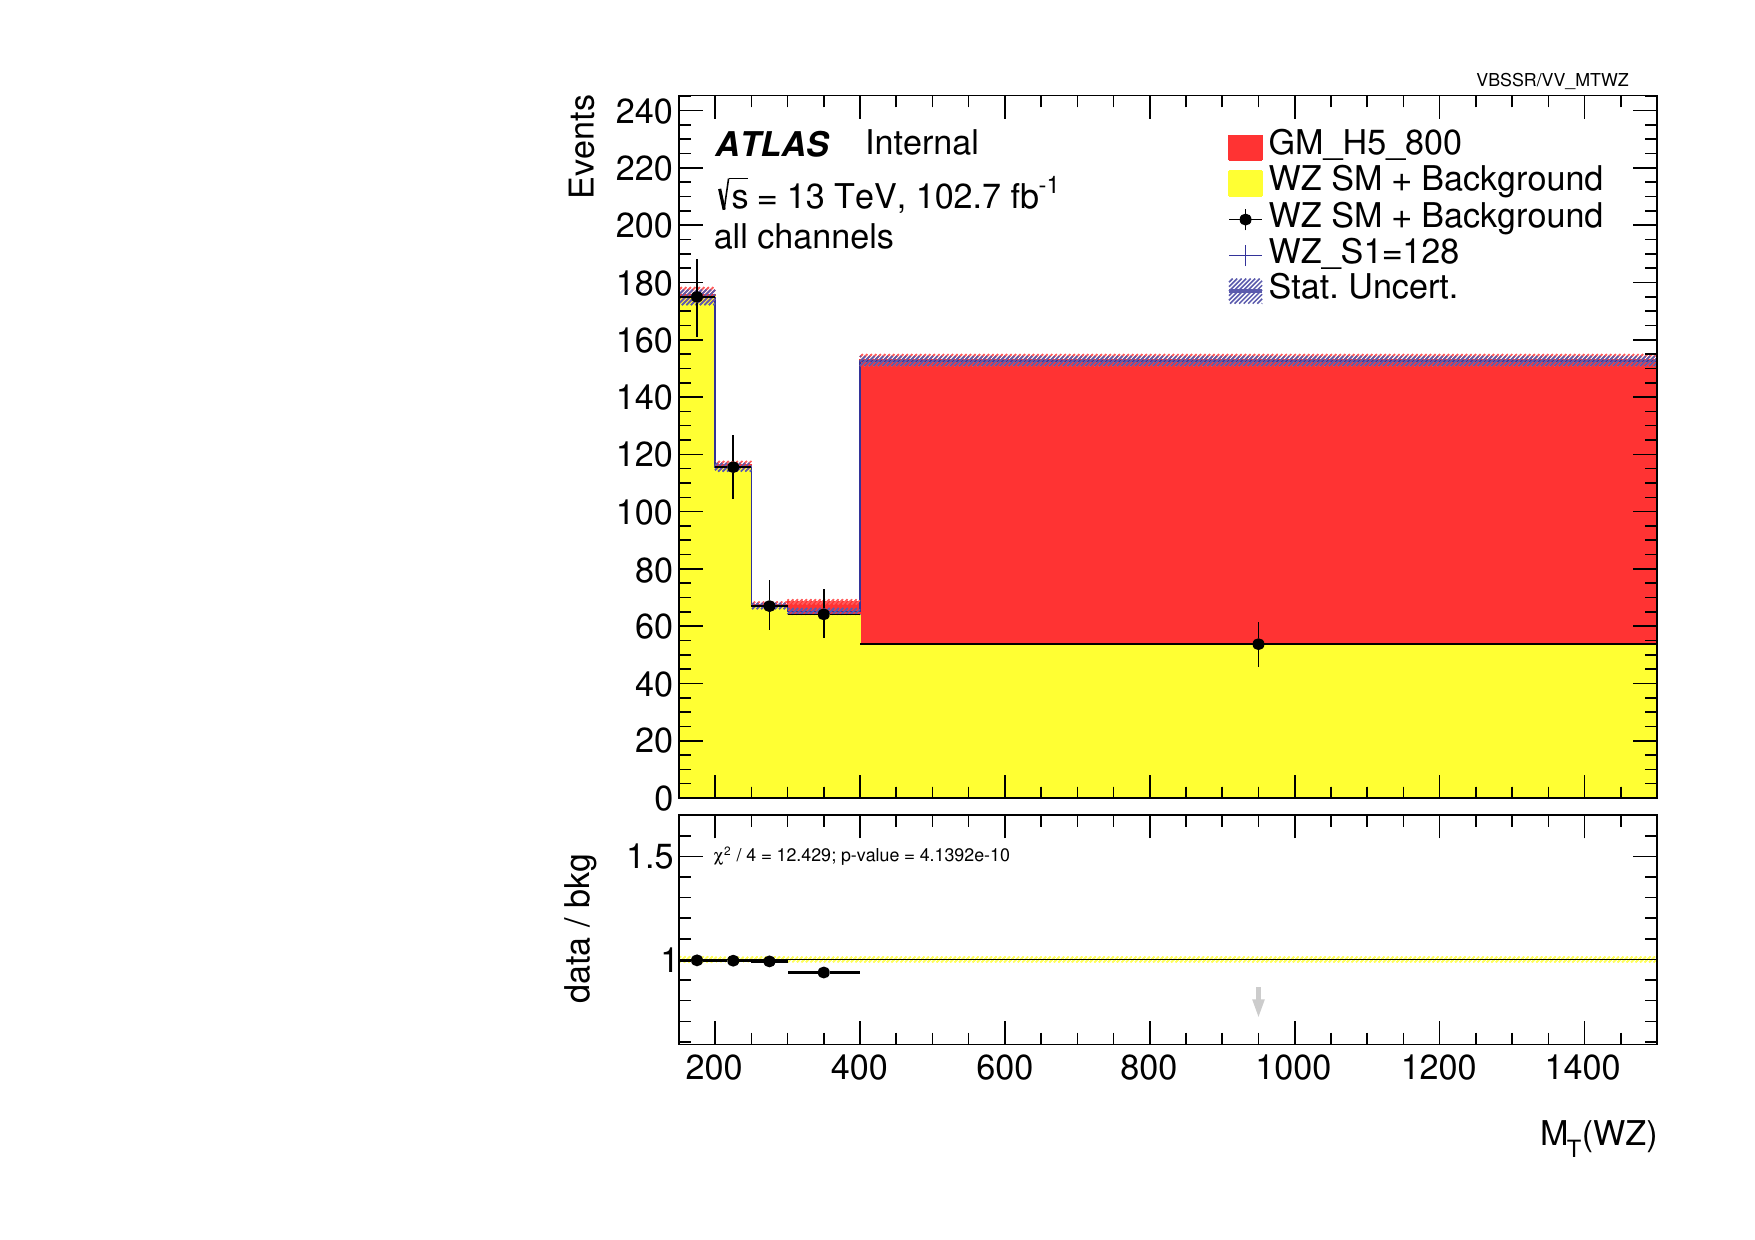 VBSSR/VV_MTWZ
Events
240
220
200
180
160
140
120
100
80
60
40
20
0
ATLAS Internal
√s = 13 TeV, 102.7 fb⁻¹
all channels
GM_H5_800
WZ SM + Background
WZ SM + Background
WZ_S1=128
Stat. Uncert.
data / bkg
1.5
1
χ² / 4 = 12.429; p-value = 4.1392e-10
200 400 600 800 1000 1200 1400
M_T(WZ)